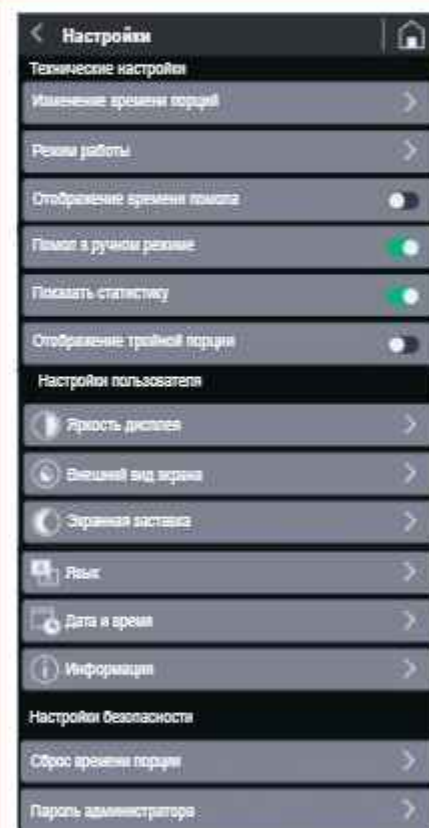 Настройки
Технические настройки
Изменение времени порций
Режим работы
Отображение времени помола
Помол в ручном режиме
Показать статистику
Отображение тройной порции
Настройки пользователя
Яркость дисплея
Внешний вид экрана
Экранная заставка
Язык
Дата и время
Информация
Настройки безопасности
Сброс времени порции
Пароль администратора